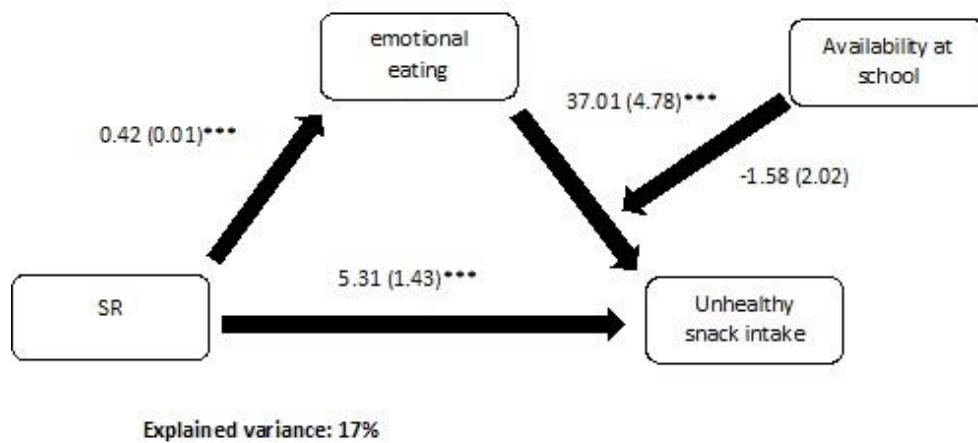 emotional
eating
Availability at
school
37.01 (4.78)***
0.42 (0.01)***
-1.58 (2.02)
5.31 (1.43)***
SR
Unhealthy
snack intake
Explained variance: 17%